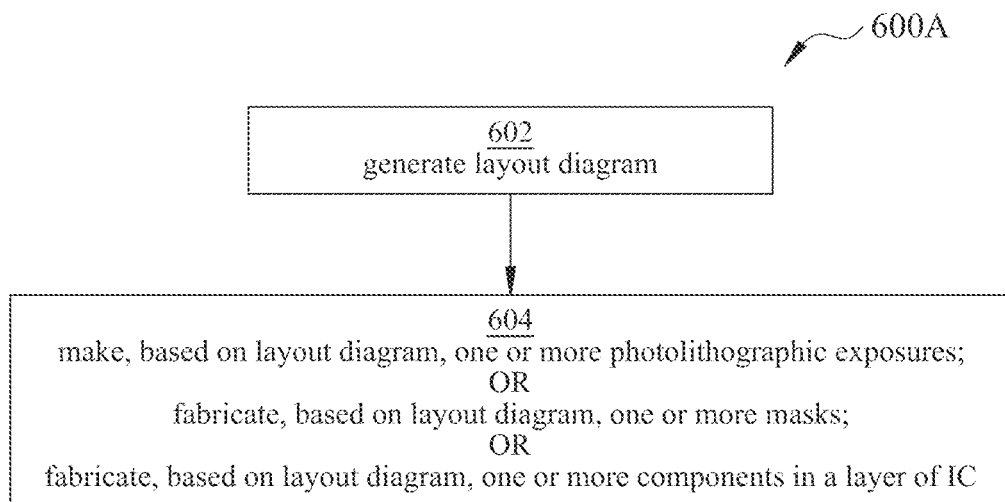 600A
602
generate layout diagram
604
make, based on layout diagram, one or more photolithographic exposures;
OR
fabricate, based on layout diagram, one or more masks;
OR
fabricate, based on layout diagram, one or more components in a layer of IC